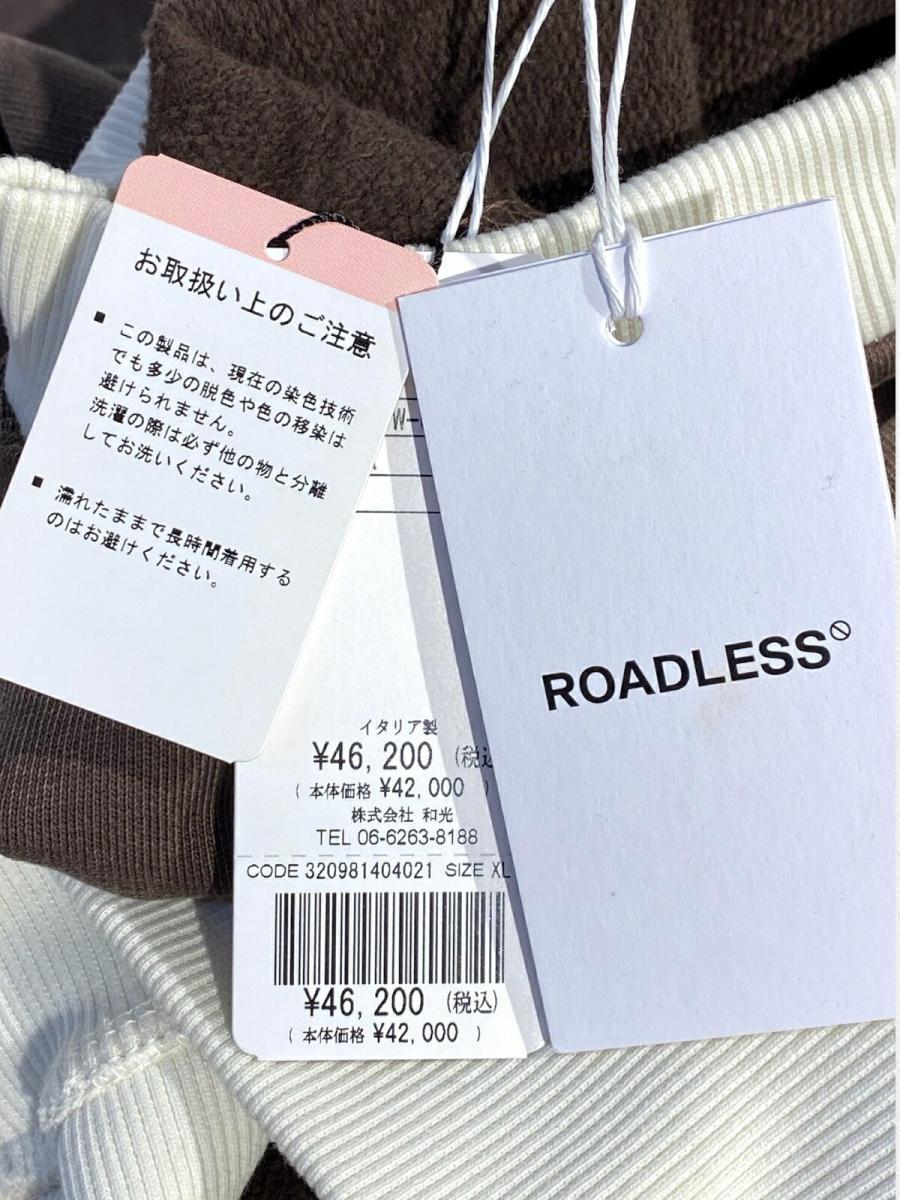 お取扱い上のご注意
■ この製品は、現在の染色技術
でも多少の脱色や色の移染は
避けられません。
洗濯の際は必ず他の物と分離
してお洗いください。
■ 濡れたままで長時間着用する
のはお避けください。
イタリア製
¥46,200 (税込
( 本体価格 ¥42,000 )
株式会社 和光
TEL 06-6263-8188
CODE 320981404021 SIZE XL
¥46,200 (税込)
( 本体価格 ¥42,000 )
ROADLESS